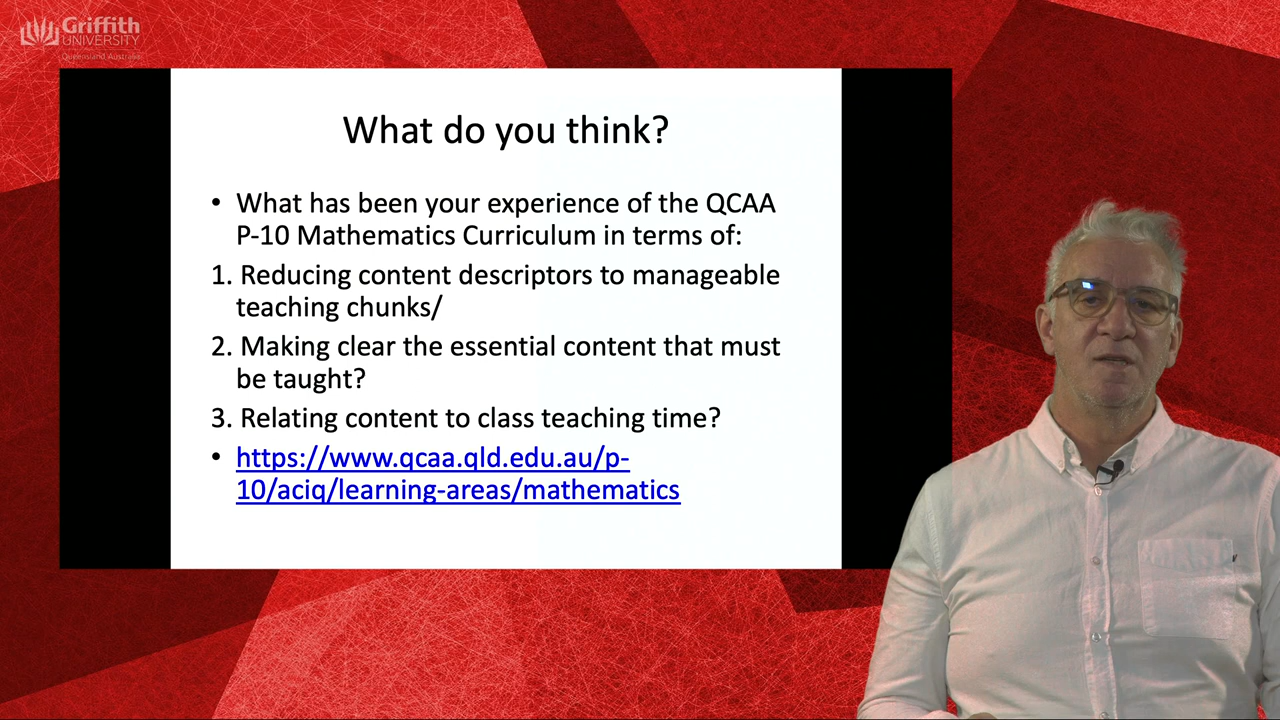 Griffith
UNIVERSITY
Queensland Australia
What do you think?
• What has been your experience of the QCAA
P-10 Mathematics Curriculum in terms of:
1. Reducing content descriptors to manageable
teaching chunks/
2. Making clear the essential content that must
be taught?
3. Relating content to class teaching time?
• https://www.qcaa.qld.edu.au/p-
10/aciq/learning-areas/mathematics